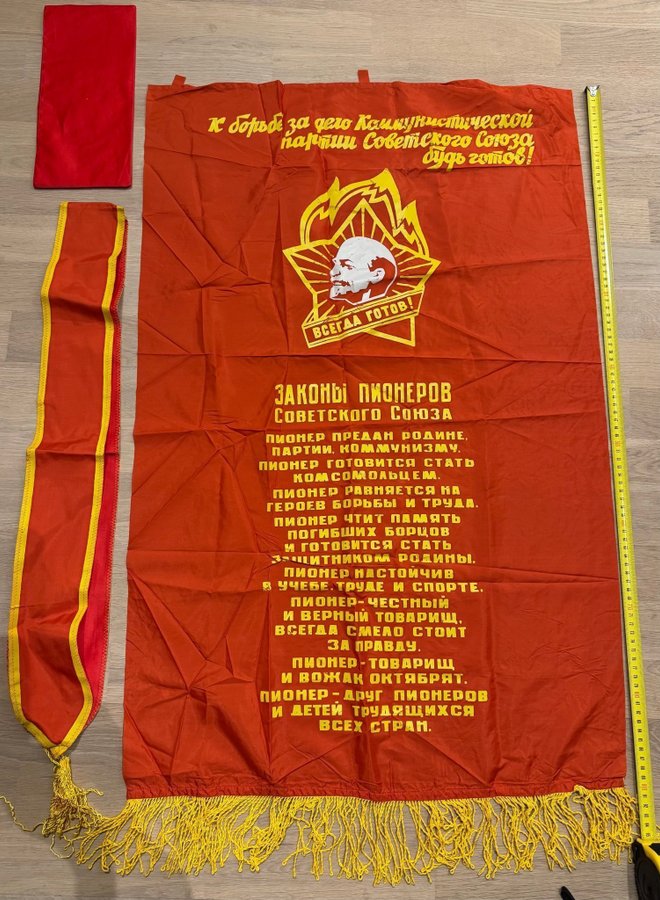 К борьбе за дело Коммунистической
партии Советского Союза
будь готов!
ВСЕГДА ГОТОВ!
ЗАКОНЫ ПИОНЕРОВ
СОВЕТСКОГО СОЮЗА
ПИОНЕР ПРЕДАН РОДИНЕ,
ПАРТИИ, КОММУНИЗМУ.
ПИОНЕР ГОТОВИТСЯ СТАТЬ
КОМСОМОЛЬЦЕМ.
ПИОНЕР РАВНЯЕТСЯ НА
ГЕРОЕВ БОРЬБЫ И ТРУДА.
ПИОНЕР ЧТИТ ПАМЯТЬ
ПОГИБШИХ БОРЦОВ
И ГОТОВИТСЯ СТАТЬ
ЗАЩИТНИКОМ РОДИНЫ.
ПИОНЕР НАСТОЙЧИВ
В УЧЕБЕ, ТРУДЕ И СПОРТЕ.
ПИОНЕР-ЧЕСТНЫЙ
И ВЕРНЫЙ ТОВАРИЩ,
ВСЕГДА СМЕЛО СТОИТ
ЗА ПРАВДУ.
ПИОНЕР-ТОВАРИЩ
И ВОЖАК ОКТЯБРЯТ.
ПИОНЕР - ДРУГ ПИОНЕРОВ
И ДЕТЕЙ ТРУДЯЩИХСЯ
ВСЕХ СТРАН.